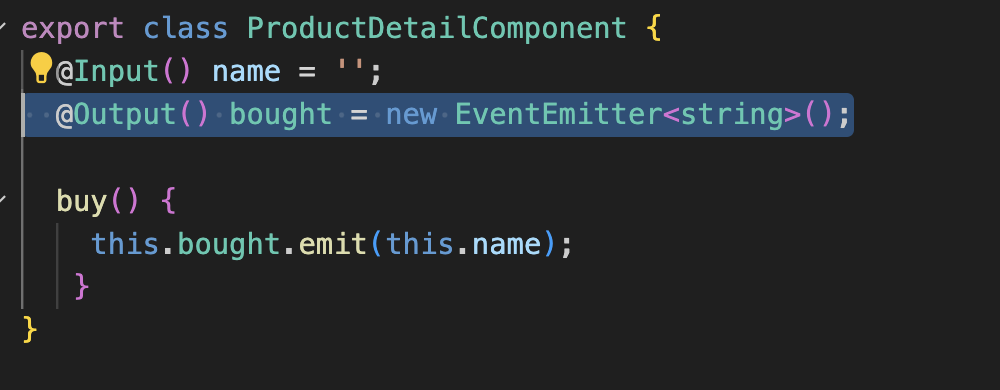 export class ProductDetailComponent {
@Input() name = '';
@Output() bought = new EventEmitter<string>();
buy() {
this.bought.emit(this.name);
}
}